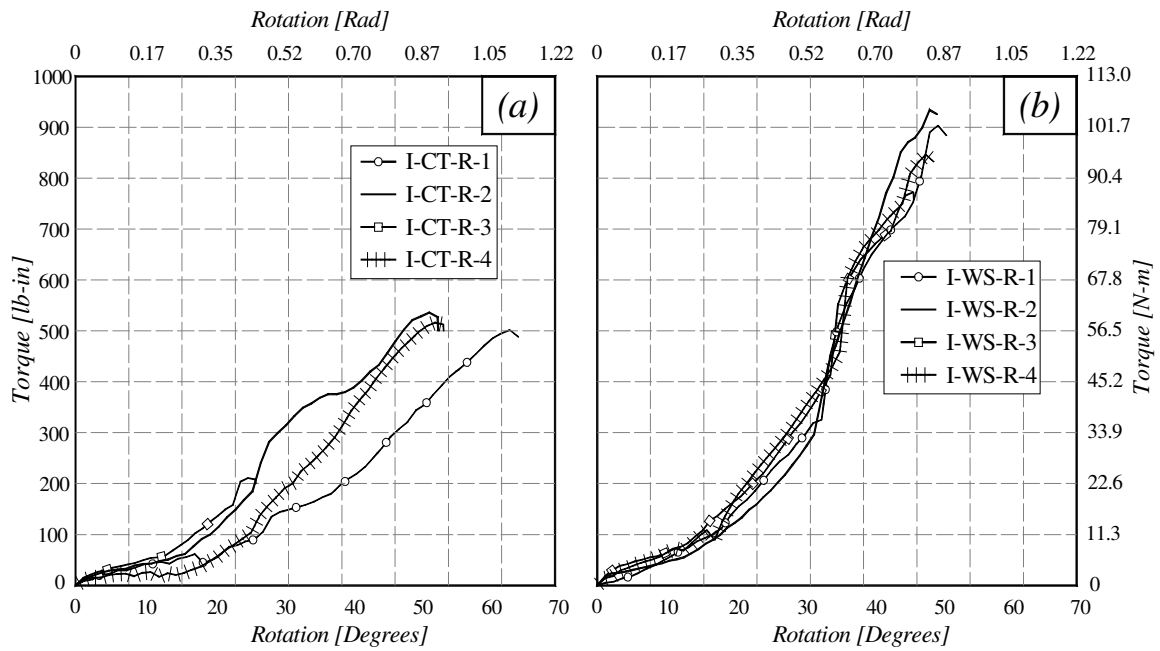 Rotation [Rad]
0 0.17 0.35 0.52 0.70 0.87 1.05 1.22
1000
900
800
700
600
500
400
300
200
100
0
Torque [lb-in]
(a)
I-CT-R-1
I-CT-R-2
I-CT-R-3
I-CT-R-4
0 10 20 30 40 50 60 70
Rotation [Degrees]
Rotation [Rad]
0 0.17 0.35 0.52 0.70 0.87 1.05 1.22
(b)
I-WS-R-1
I-WS-R-2
I-WS-R-3
I-WS-R-4
113.0
101.7
90.4
79.1
67.8
56.5
45.2
33.9
22.6
11.3
0
Torque [N-m]
0 10 20 30 40 50 60 70
Rotation [Degrees]